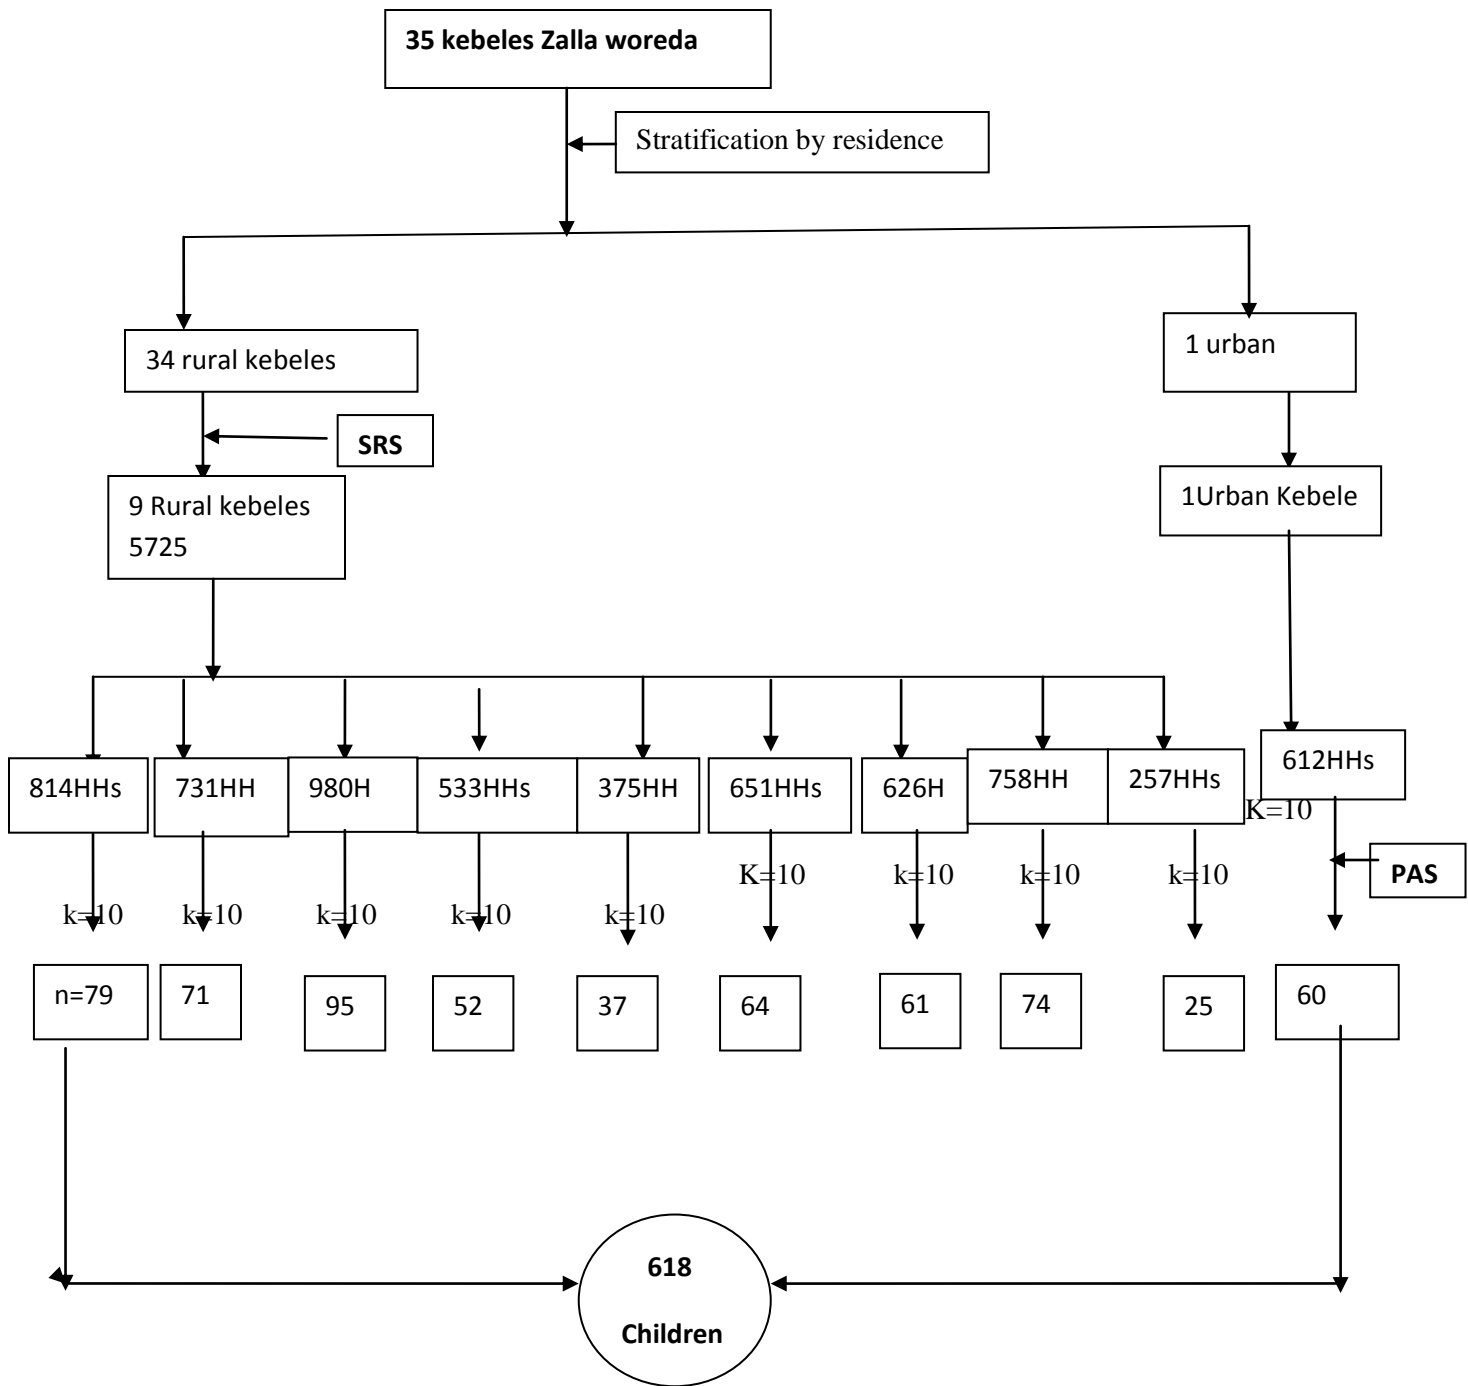 35 kebeles Zalla woreda
Stratification by residence
34 rural kebeles
1 urban
SRS
9 Rural kebeles
5725
1Urban Kebele
814HHs
731HH
980H
533HHs
375HH
651HHs
626H
758HH
257HHs
612HHs
K=10
PAS
k=10
k=10
k=10
k=10
k=10
K=10
k=10
k=10
k=10
n=79
71
95
52
37
64
61
74
25
60
618
Children